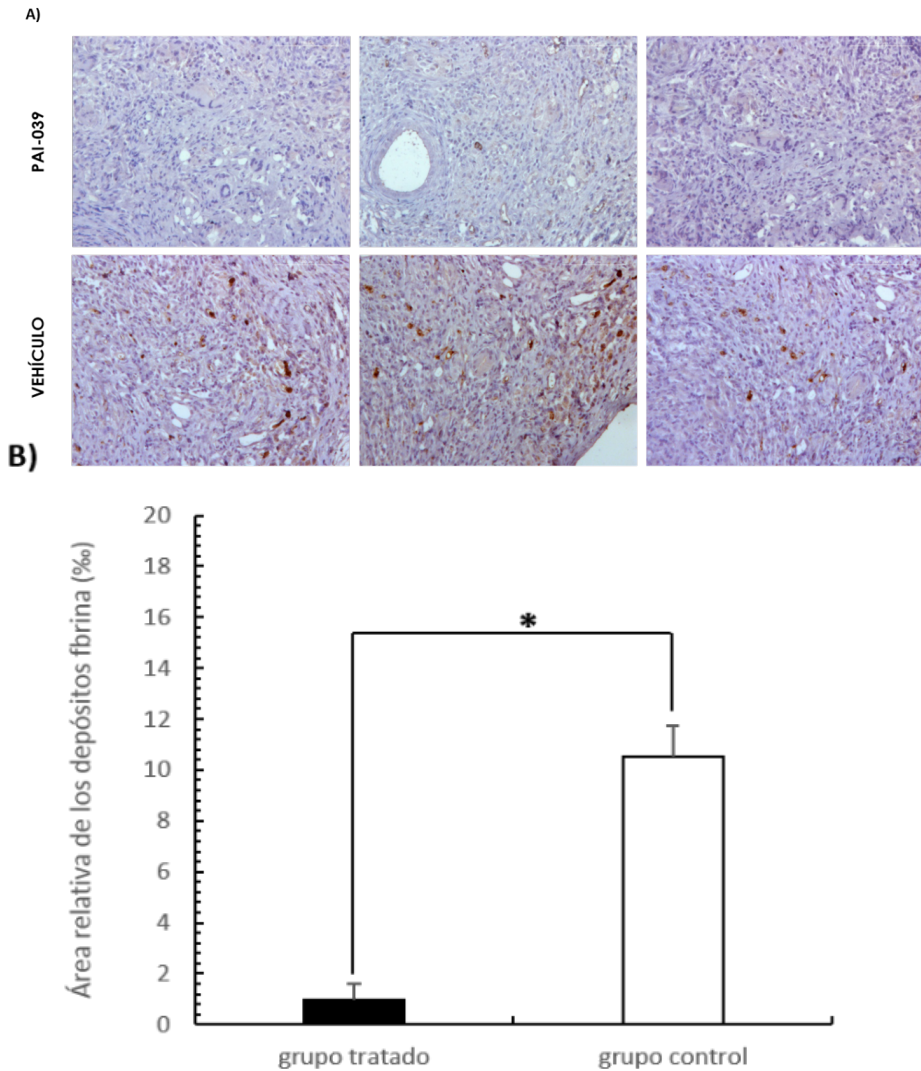 A)
PAI-039
VEHÍCULO
B)
Área relativa de los depósitos fbrina (‰)
20
18
16
14
12
10
8
6
4
2
0
*
grupo tratado
grupo control